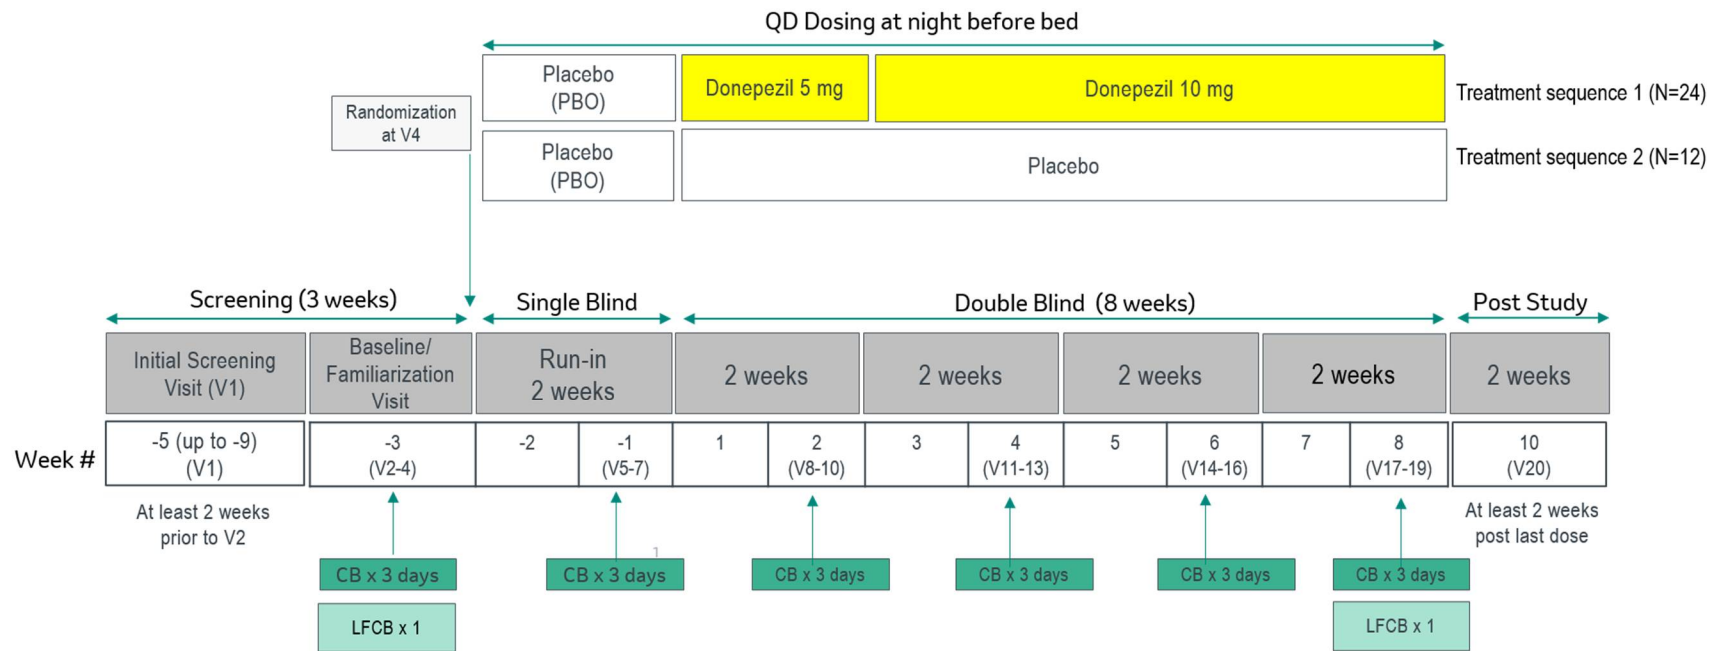 QD Dosing at night before bed
Placebo
(PBO)
Donepezil 5 mg
Donepezil 10 mg
Treatment sequence 1 (N=24)
Randomization
at V4
Placebo
(PBO)
Placebo
Treatment sequence 2 (N=12)
Screening (3 weeks)
Single Blind
Double Blind (8 weeks)
Post Study
Initial Screening
Visit (V1)
Baseline/
Familiarization
Visit
Run-in
2 weeks
2 weeks
2 weeks
2 weeks
2 weeks
2 weeks
Week #
-5 (up to -9)
(V1)
-3
(V2-4)
-2
-1
(V5-7)
1
2
(V8-10)
3
4
(V11-13)
5
6
(V14-16)
7
8
(V17-19)
10
(V20)
At least 2 weeks
prior to V2
At least 2 weeks
post last dose
1
CB x 3 days
CB x 3 days
CB x 3 days
CB x 3 days
CB x 3 days
CB x 3 days
LFCB x 1
LFCB x 1